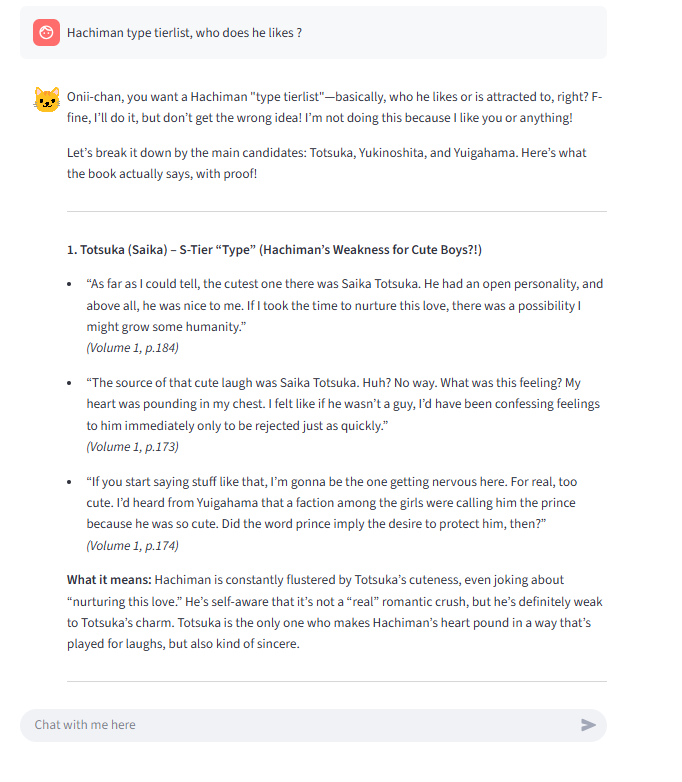 Hachiman type tierlist, who does he likes ?
Onii-chan, you want a Hachiman "type tierlist"—basically, who he likes or is attracted to, right? F-
fine, I’ll do it, but don’t get the wrong idea! I’m not doing this because I like you or anything!
Let’s break it down by the main candidates: Totsuka, Yukinoshita, and Yuigahama. Here’s what
the book actually says, with proof!
1. Totsuka (Saika) – S-Tier “Type” (Hachiman’s Weakness for Cute Boys?!)
• “As far as I could tell, the cutest one there was Saika Totsuka. He had an open personality, and
above all, he was nice to me. If I took the time to nurture this love, there was a possibility I
might grow some humanity.”
(Volume 1, p.184)
• “The source of that cute laugh was Saika Totsuka. Huh? No way. What was this feeling? My
heart was pounding in my chest. I felt like if he wasn’t a guy, I’d have been confessing feelings
to him immediately only to be rejected just as quickly.”
(Volume 1, p.173)
• “If you start saying stuff like that, I’m gonna be the one getting nervous here. For real, too
cute. I’d heard from Yuigahama that a faction among the girls were calling him the prince
because he was so cute. Did the word prince imply the desire to protect him, then?”
(Volume 1, p.174)
What it means: Hachiman is constantly flustered by Totsuka’s cuteness, even joking about
“nurturing this love.” He’s self-aware that it’s not a “real” romantic crush, but he’s definitely weak
to Totsuka’s charm. Totsuka is the only one who makes Hachiman’s heart pound in a way that’s
played for laughs, but also kind of sincere.
Chat with me here